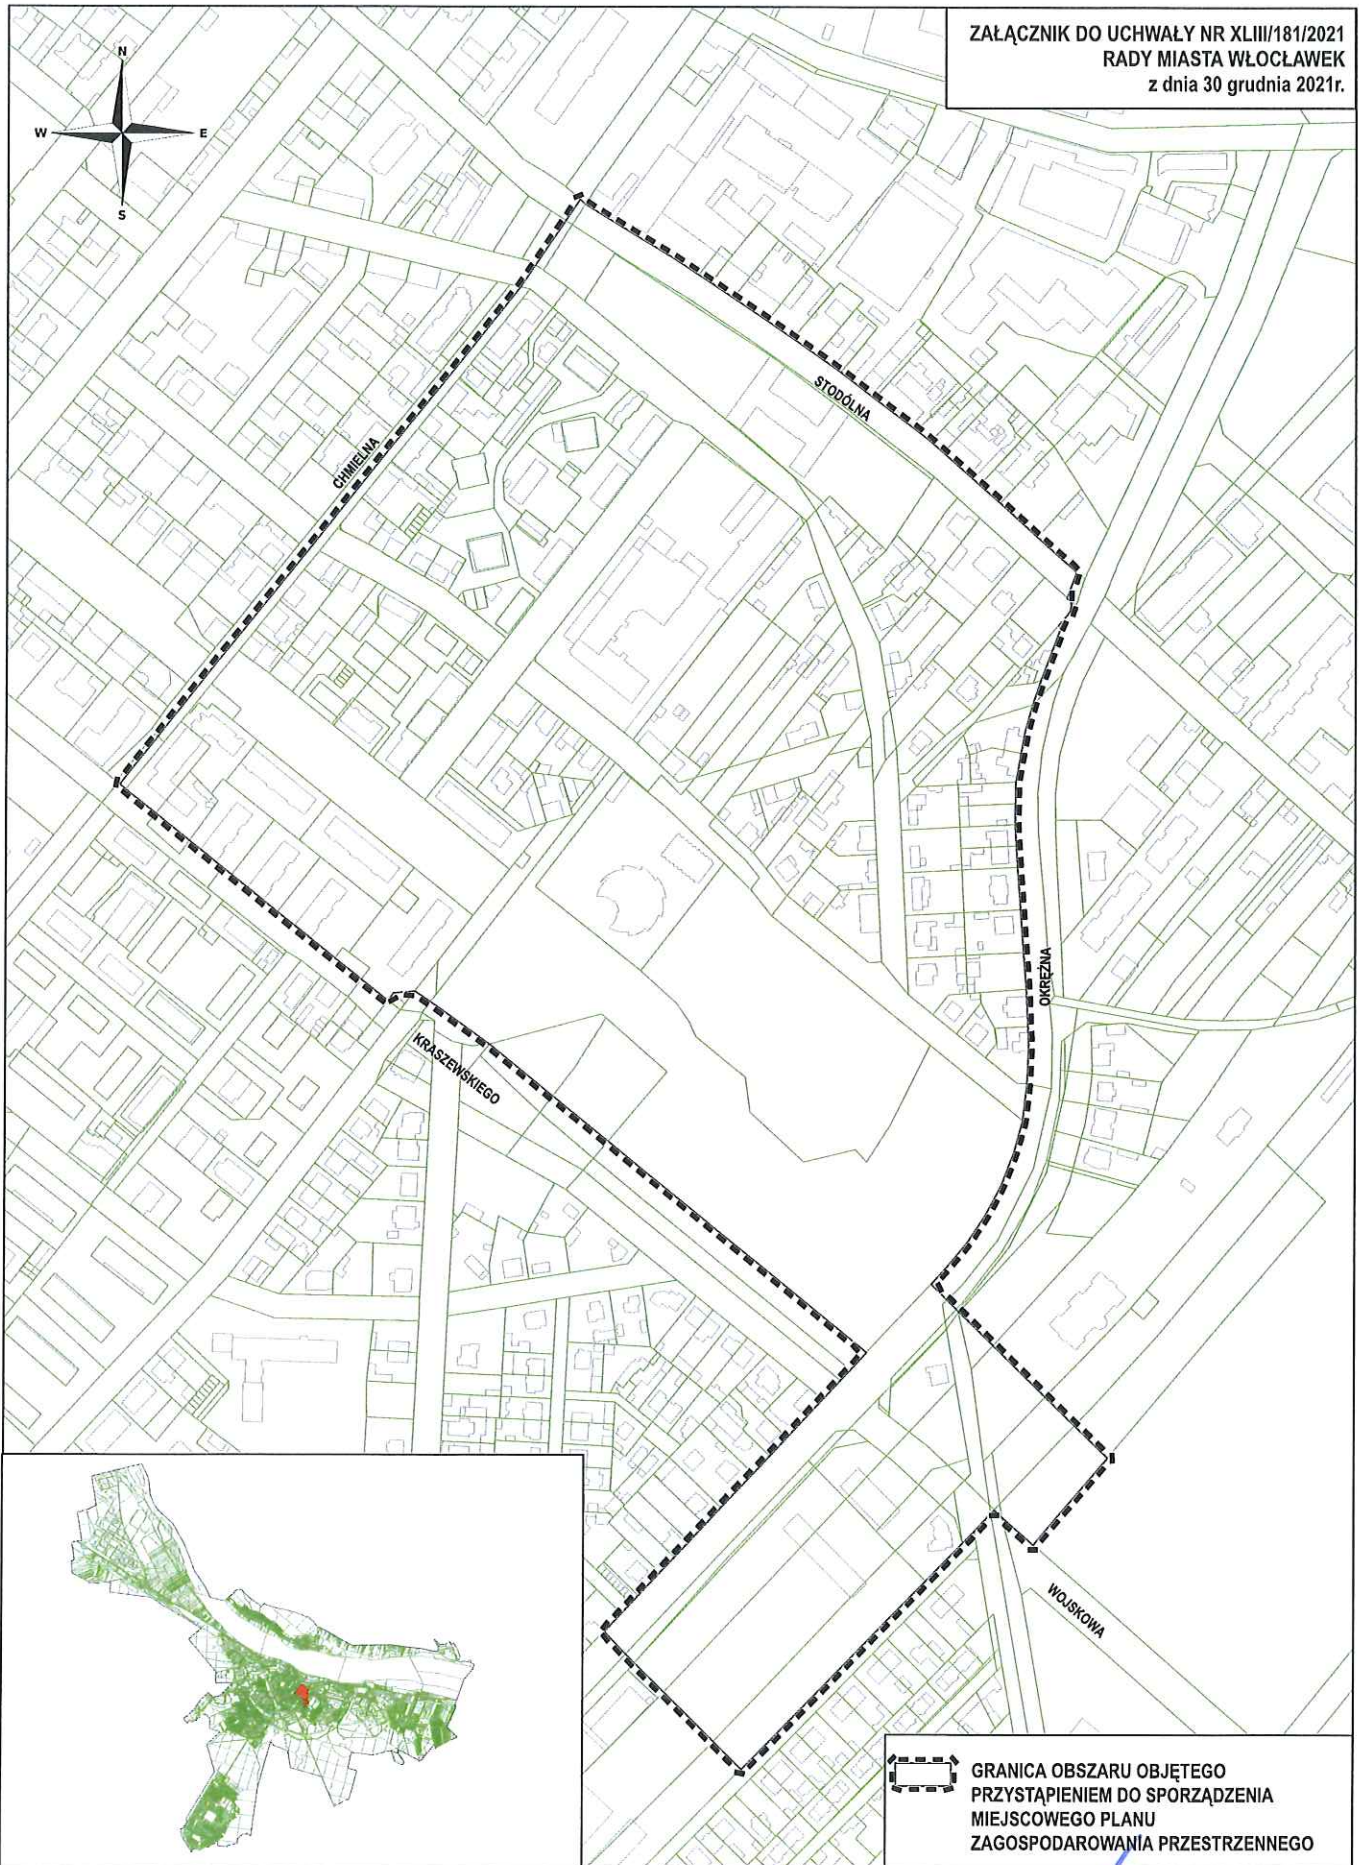 ZAŁĄCZNIK DO UCHWAŁY NR XLIII/181/2021
RADY MIASTA WŁOCŁAWEK
z dnia 30 grudnia 2021r.
N
W
E
S
STODÓLNA
CHMIELNA
OKRĘŻNA
KRASZEWSKIEGO
WOJSKOWA
GRANICA OBSZARU OBJĘTEGO
PRZYSTĄPIENIEM DO SPORZĄDZENIA
MIEJSCOWEGO PLANU
ZAGOSPODAROWANIA PRZESTRZENNEGO